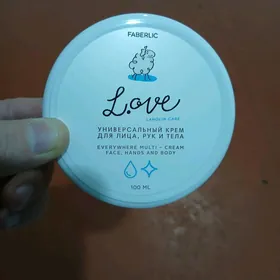 FABERLIC
L.ove
LANOLIN CARE
УНИВЕРСАЛЬНЫЙ КРЕМ
ДЛЯ ЛИЦА, РУК И ТЕЛА
EVERYWHERE MULTI - CREAM
FACE, HANDS AND BODY
100 ML